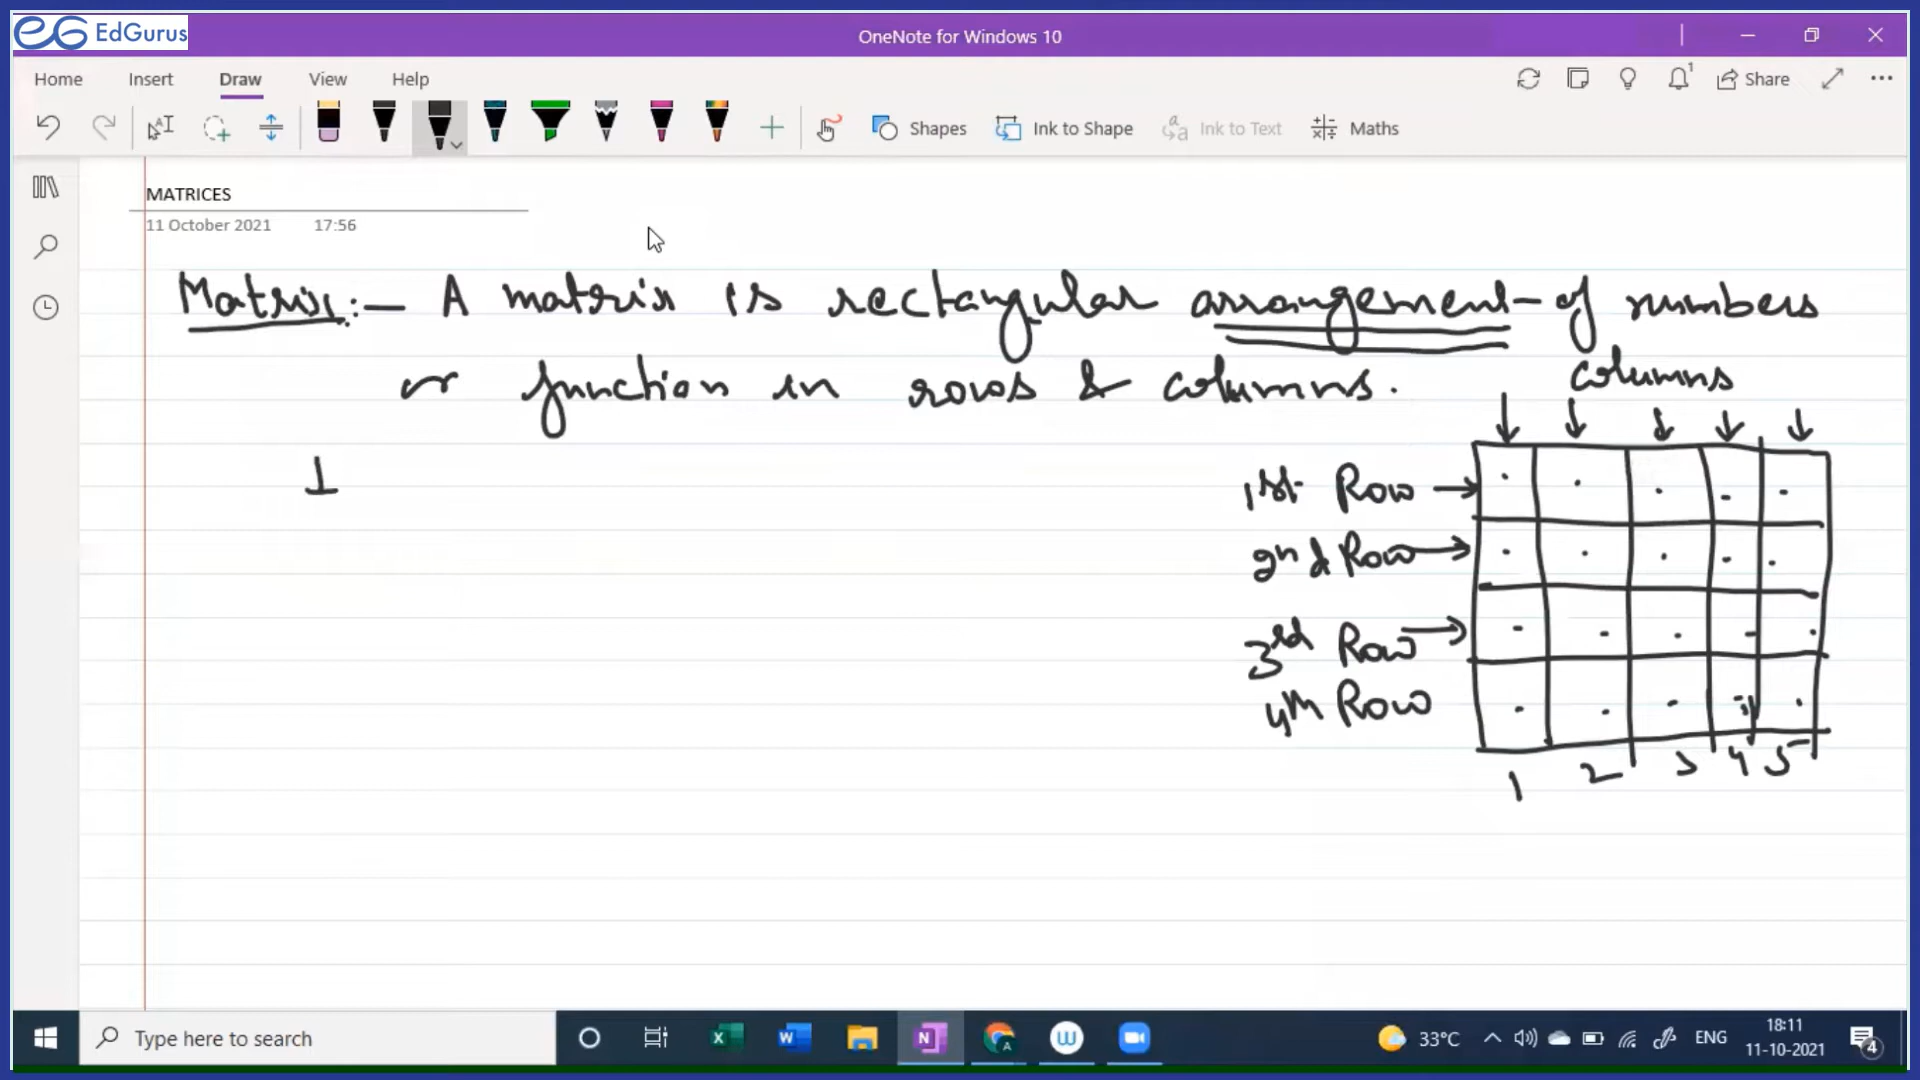 EdGurus
OneNote for Windows 10
Home Insert Draw View Help
1 Share
Shapes Ink to Shape Ink to Text Maths
MATRICES
11 October 2021 17:56
Matrix:- A matrix is rectangular arrangement of numbers
or function in rows & columns.
columns
1st Row
2nd Row
3rd Row
4th Row
1 2 3 4 5
Type here to search
33°C ENG 18:11
11-10-2021
4